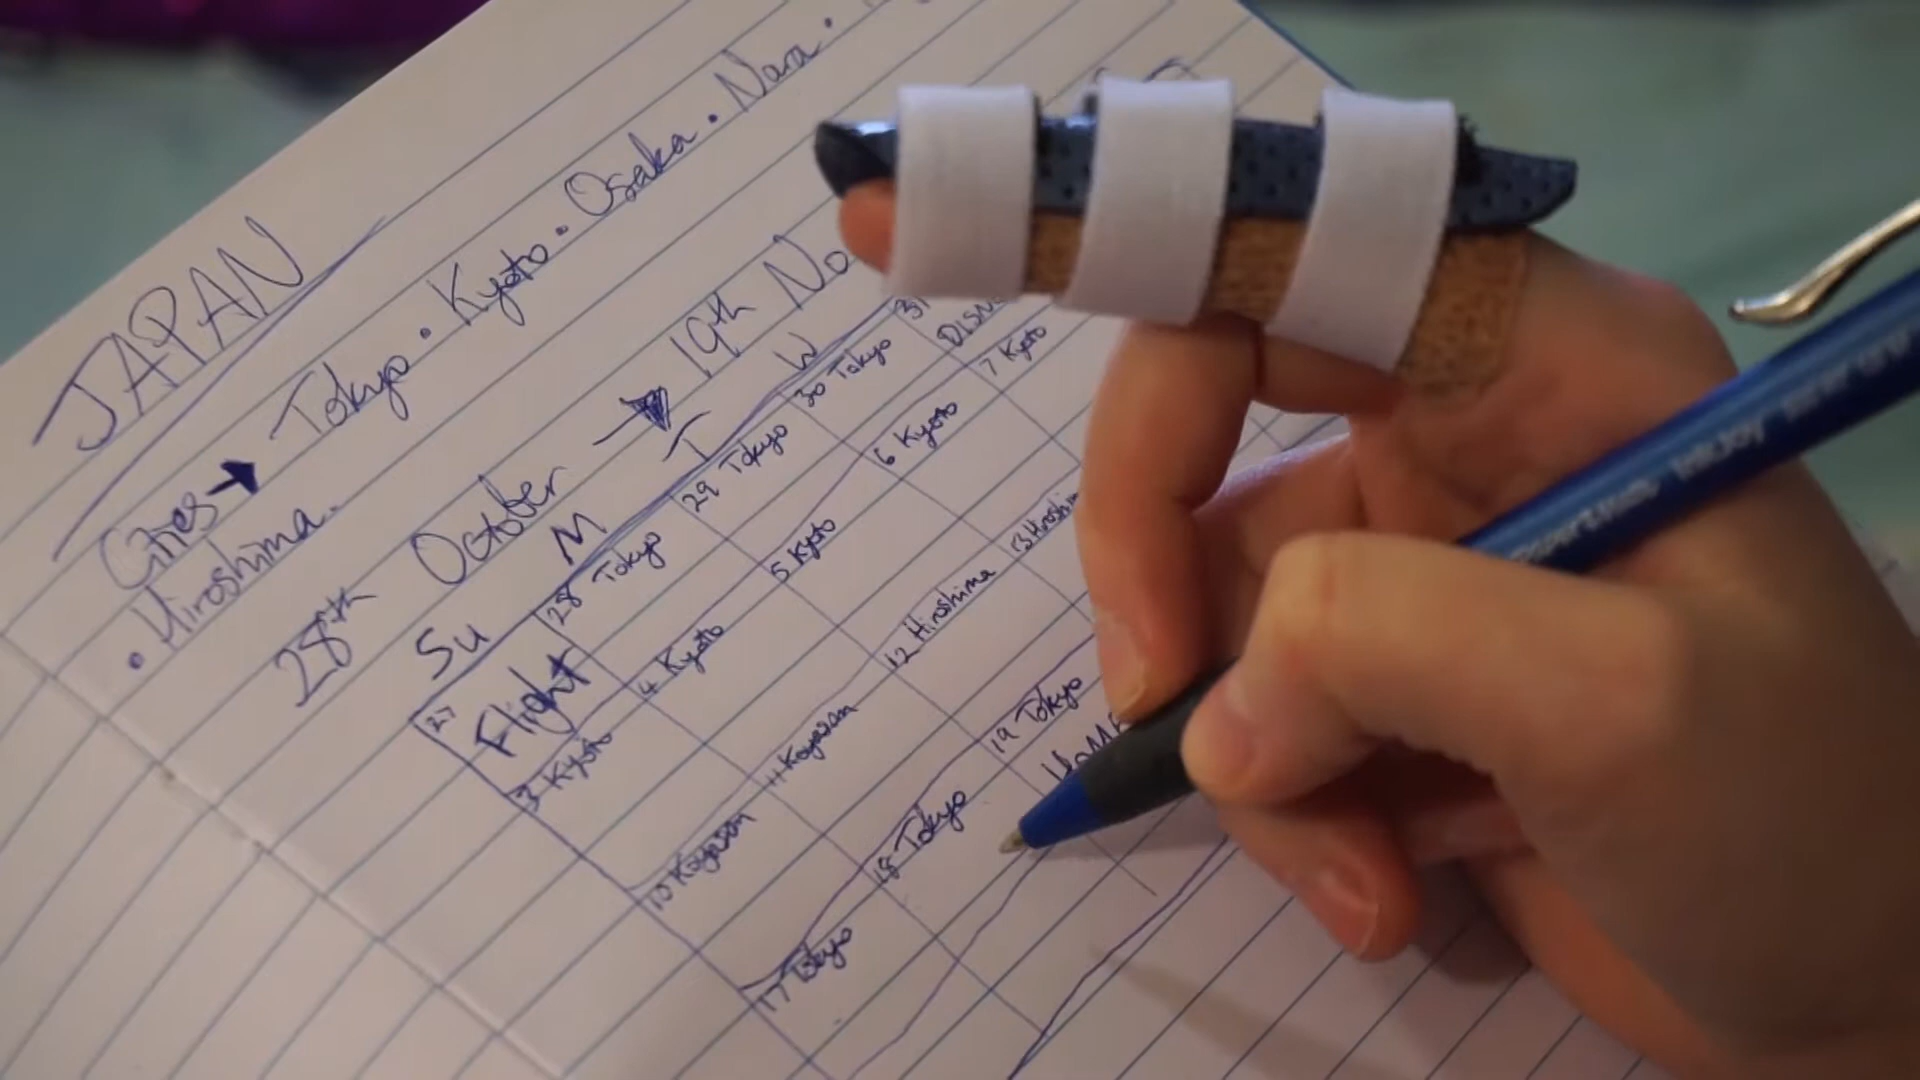 JAPAN
Cities → Tokyo • Kyoto • Osaka • Nara •
• Hiroshima.
28th October → 19th No
Su M T W
27 Flight 28 Tokyo 29 Tokyo 30 Tokyo 31
3 Kyoto 4 Kyoto 5 Kyoto 6 Kyoto 7 Kyoto
10 Koyasan 11 Koyasan 12 Hiroshima 13 Hiroshim
17 Tokyo 18 Tokyo 19 Tokyo